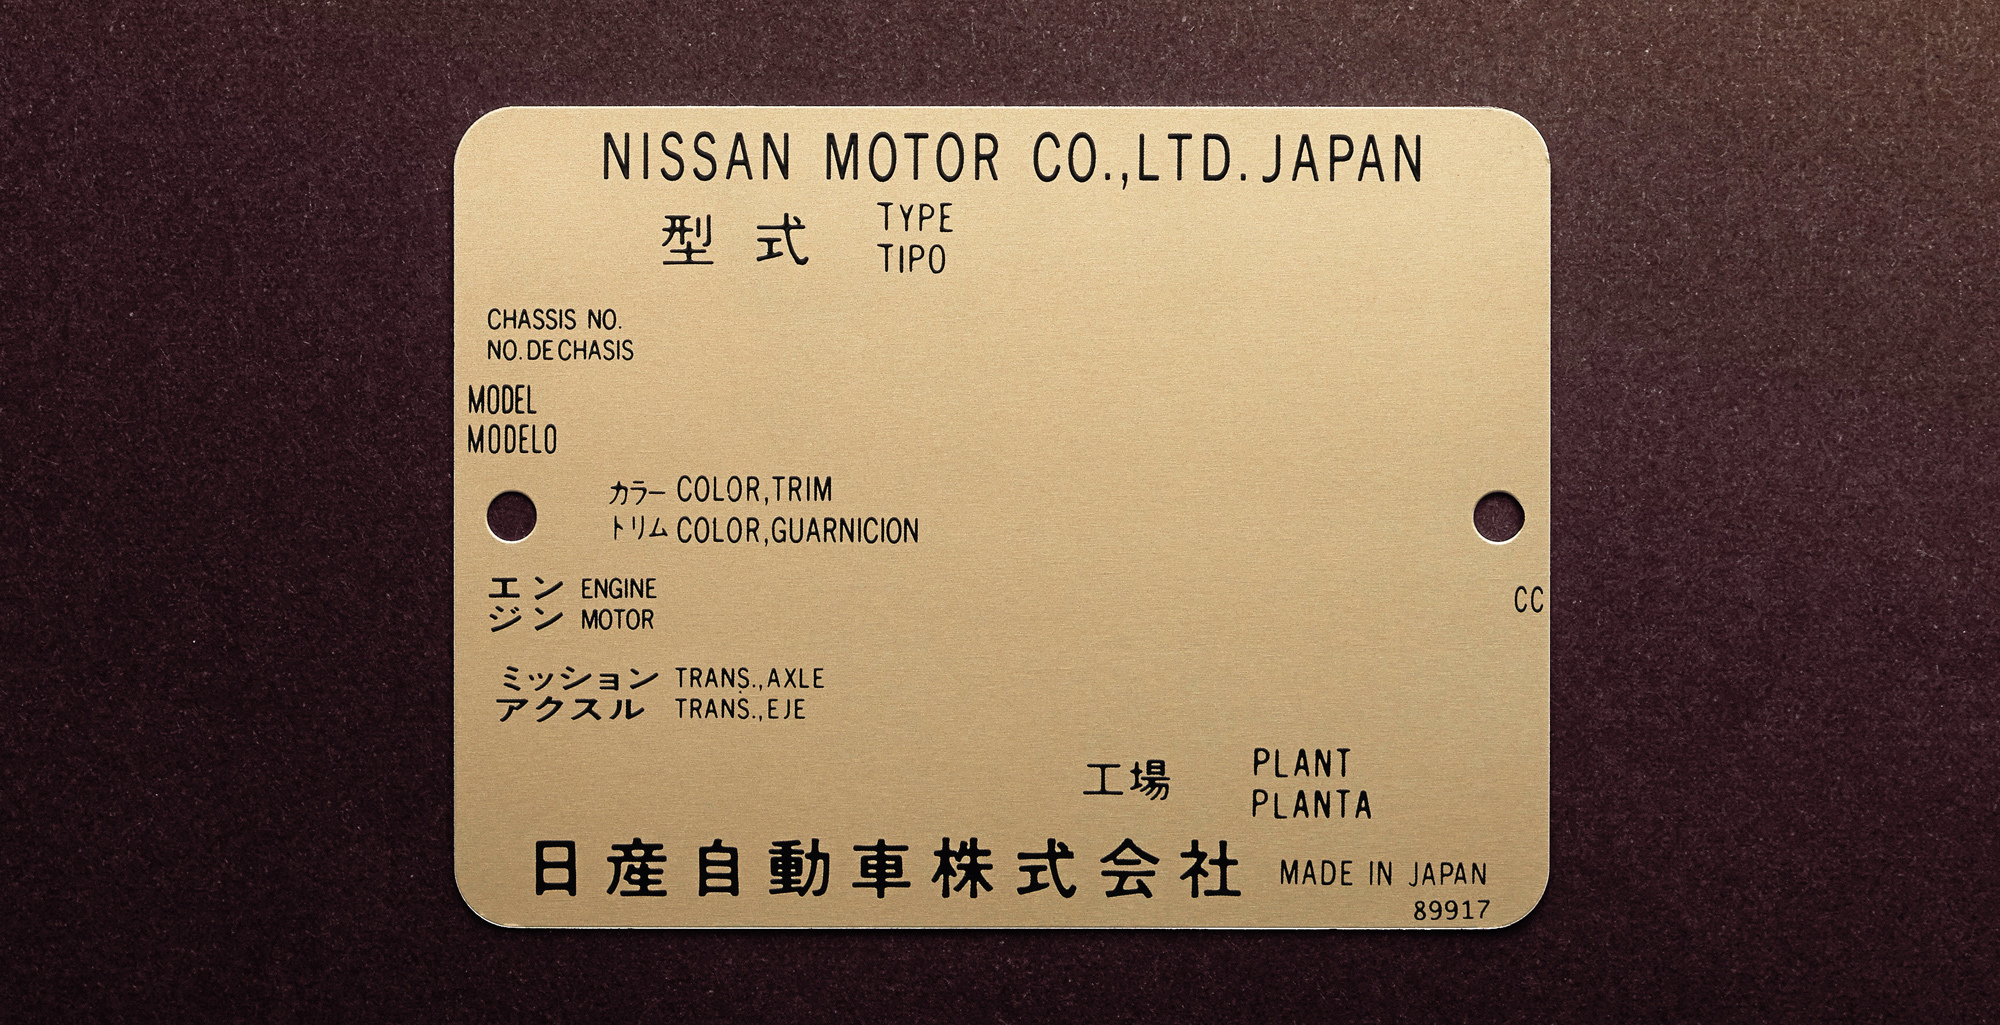 NISSAN MOTOR CO.,LTD. JAPAN
型式 TYPE
TIPO
CHASSIS NO.
NO. DE CHASIS
MODEL
MODELO
カラー COLOR,TRIM
トリム COLOR,GUARNICION
エン ENGINE
ジン MOTOR
CC
ミッション TRANS.,AXLE
アクスル TRANS.,EJE
工場 PLANT
PLANTA
日産自動車株式会社 MADE IN JAPAN
89917